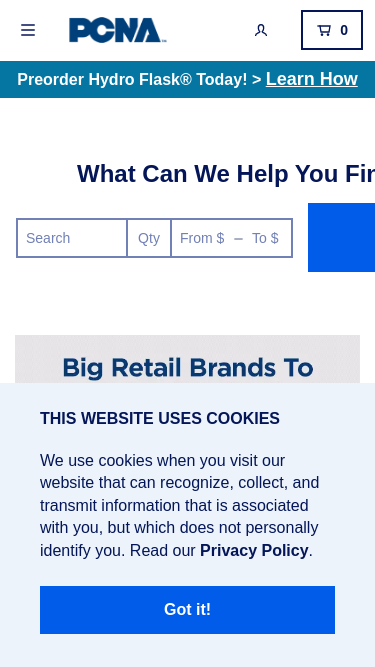 PCNA™
0
Preorder Hydro Flask® Today! > Learn How
What Can We Help You
Search
Qty
From $ – To $
Big Retail Brands To
THIS WEBSITE USES COOKIES
We use cookies when you visit our
website that can recognize, collect, and
transmit information that is associated
with you, but which does not personally
identify you. Read our Privacy Policy.
Got it!